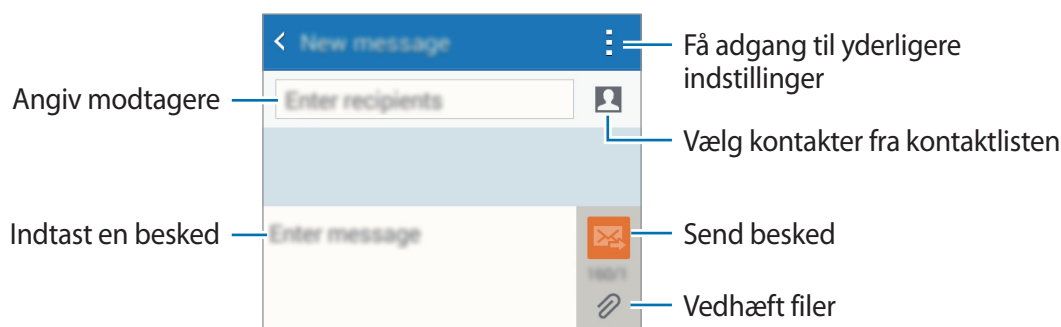 New message
Få adgang til yderligere
indstillinger
Angiv modtagere
Enter recipients
Vælg kontakter fra kontaktlisten
Indtast en besked
Enter message
Send besked
160/1
Vedhæft filer